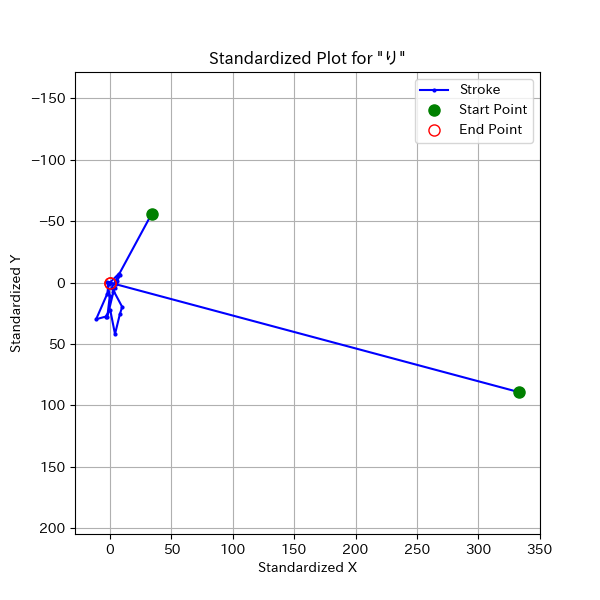 Standardized Plot for "り"
Stroke
Start Point
End Point
−150
−100
−50
0
50
100
150
200
Standardized Y
0 50 100 150 200 250 300 350
Standardized X